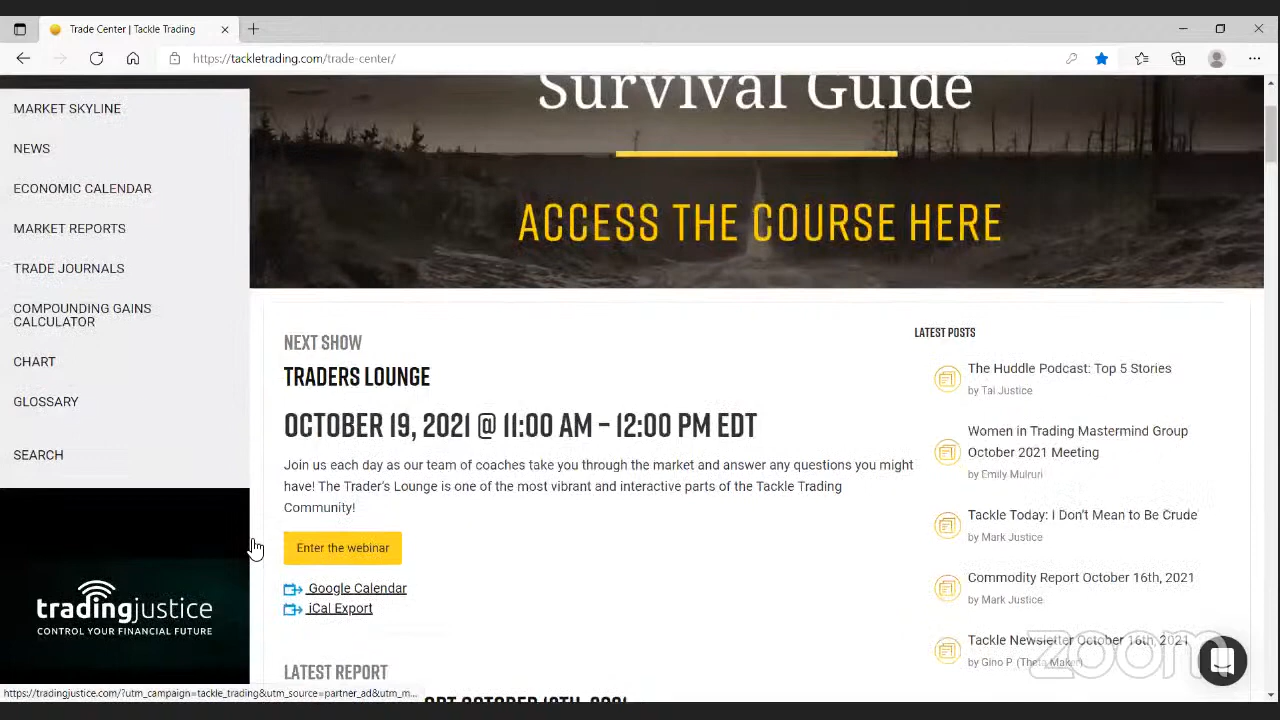 Trade Center | Tackle Trading
https://tackletrading.com/trade-center/
MARKET SKYLINE
NEWS
ECONOMIC CALENDAR
MARKET REPORTS
TRADE JOURNALS
COMPOUNDING GAINS
CALCULATOR
CHART
GLOSSARY
SEARCH
tradingjustice
CONTROL YOUR FINANCIAL FUTURE
Survival Guide
ACCESS THE COURSE HERE
NEXT SHOW
TRADERS LOUNGE
OCTOBER 19, 2021 @ 11:00 AM – 12:00 PM EDT
Join us each day as our team of coaches take you through the market and answer any questions you might
have! The Trader's Lounge is one of the most vibrant and interactive parts of the Tackle Trading
Community!
Enter the webinar
Google Calendar
iCal Export
LATEST REPORT
LATEST POSTS
The Huddle Podcast: Top 5 Stories
by Tai Justice
Women in Trading Mastermind Group
October 2021 Meeting
by Emily Muiruri
Tackle Today: I Don't Mean to Be Crude
by Mark Justice
Commodity Report October 16th, 2021
by Mark Justice
Tackle Newsletter October 16th, 2021
by Gino P (Theta Maker)
zoom
https://tradingjustice.com/?utm_campaign=tackle_trading&utm_source=partner_ad&utm_m...